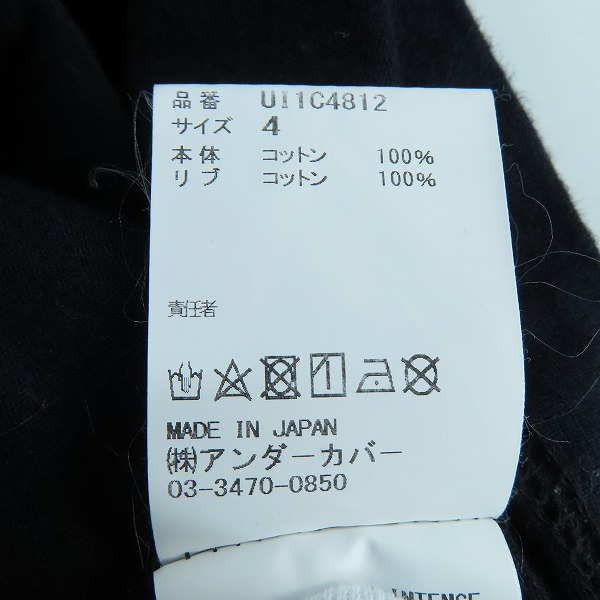 品番 UI1C4812
サイズ 4
本体 コットン 100%
リブ コットン 100%
責任者
MADE IN JAPAN
㈱アンダーカバー
03-3470-0850
INTENSE